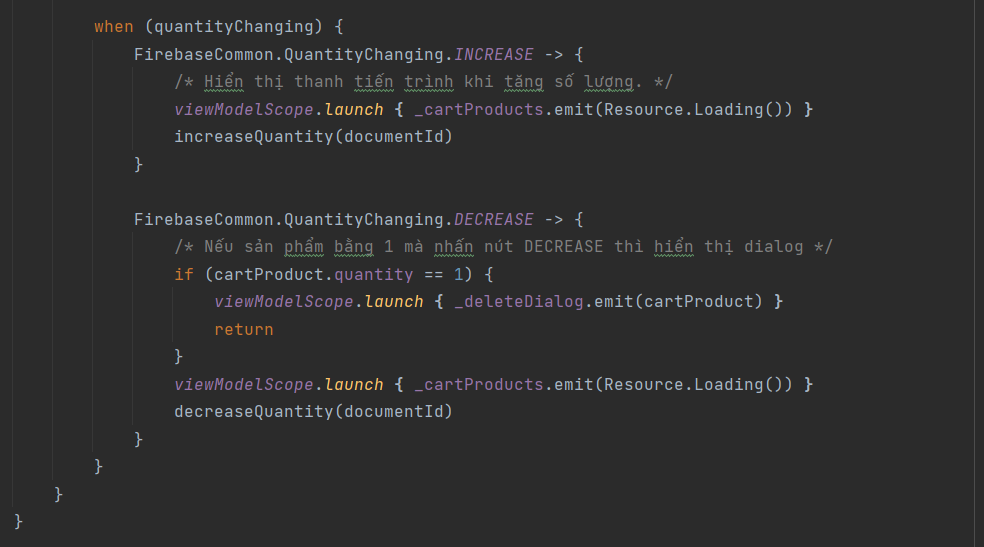 when (quantityChanging) {
FirebaseCommon.QuantityChanging.INCREASE -> {
/* Hiển thị thanh tiến trình khi tăng số lượng. */
viewModelScope.launch { _cartProducts.emit(Resource.Loading()) }
increaseQuantity(documentId)
}
FirebaseCommon.QuantityChanging.DECREASE -> {
/* Nếu sản phẩm bằng 1 mà nhấn nút DECREASE thì hiển thị dialog */
if (cartProduct.quantity == 1) {
viewModelScope.launch { _deleteDialog.emit(cartProduct) }
return
}
viewModelScope.launch { _cartProducts.emit(Resource.Loading()) }
decreaseQuantity(documentId)
}
}
}
}